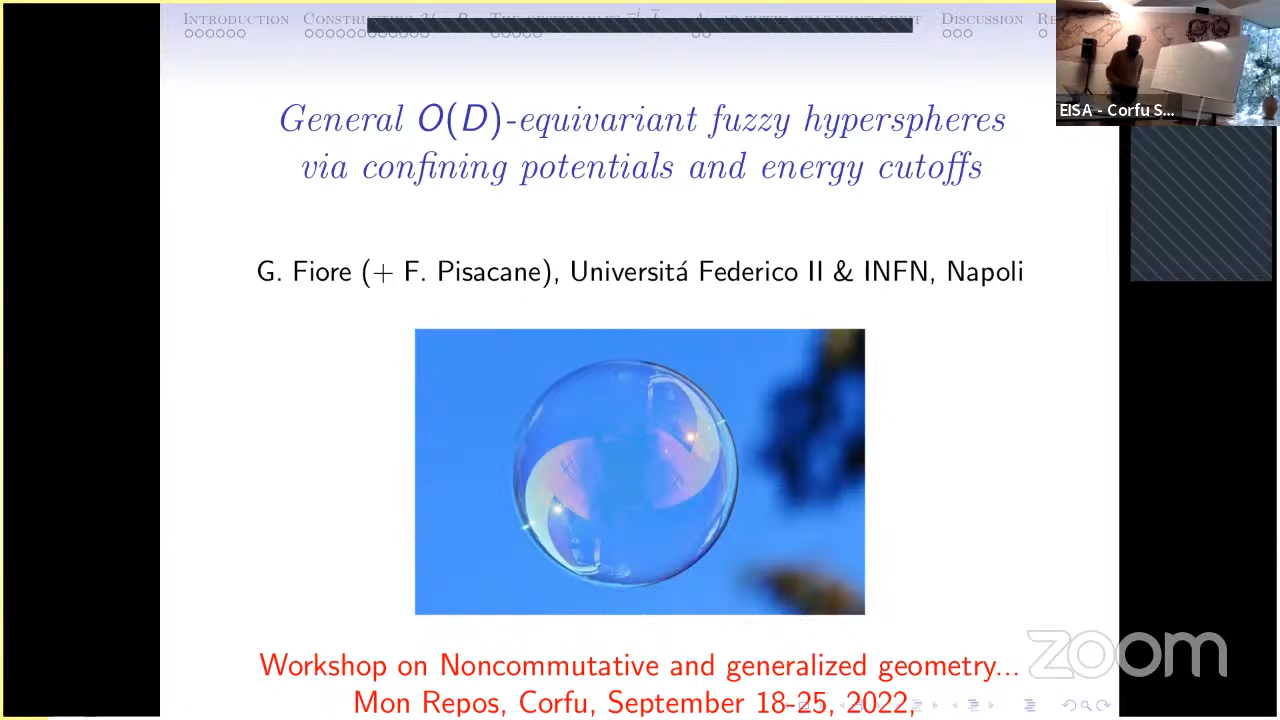 INTRODUCTION
DISCUSSION
General O(D)-equivariant fuzzy hyperspheres
via confining potentials and energy cutoffs
EISA - Corfu S...
G. Fiore (+ F. Pisacane), Universitá Federico II & INFN, Napoli
zoom
Workshop on Noncommutative and generalized geometry...
Mon Repos, Corfu, September 18-25, 2022,